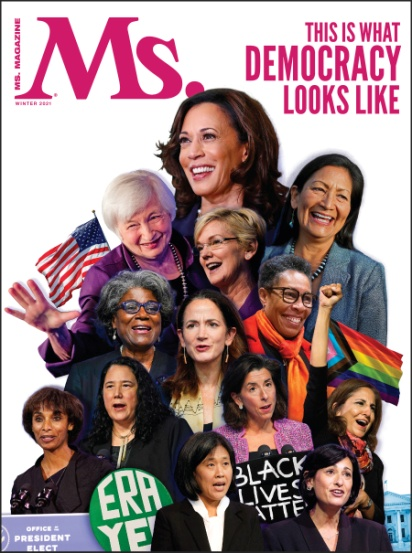 MS. MAGAZINE
Ms.
WINTER 2021
THIS IS WHAT
DEMOCRACY
LOOKS LIKE
ERA
YES
BLACK
LIVES
MATTER
OFFICE of the
PRESIDENT
ELECT